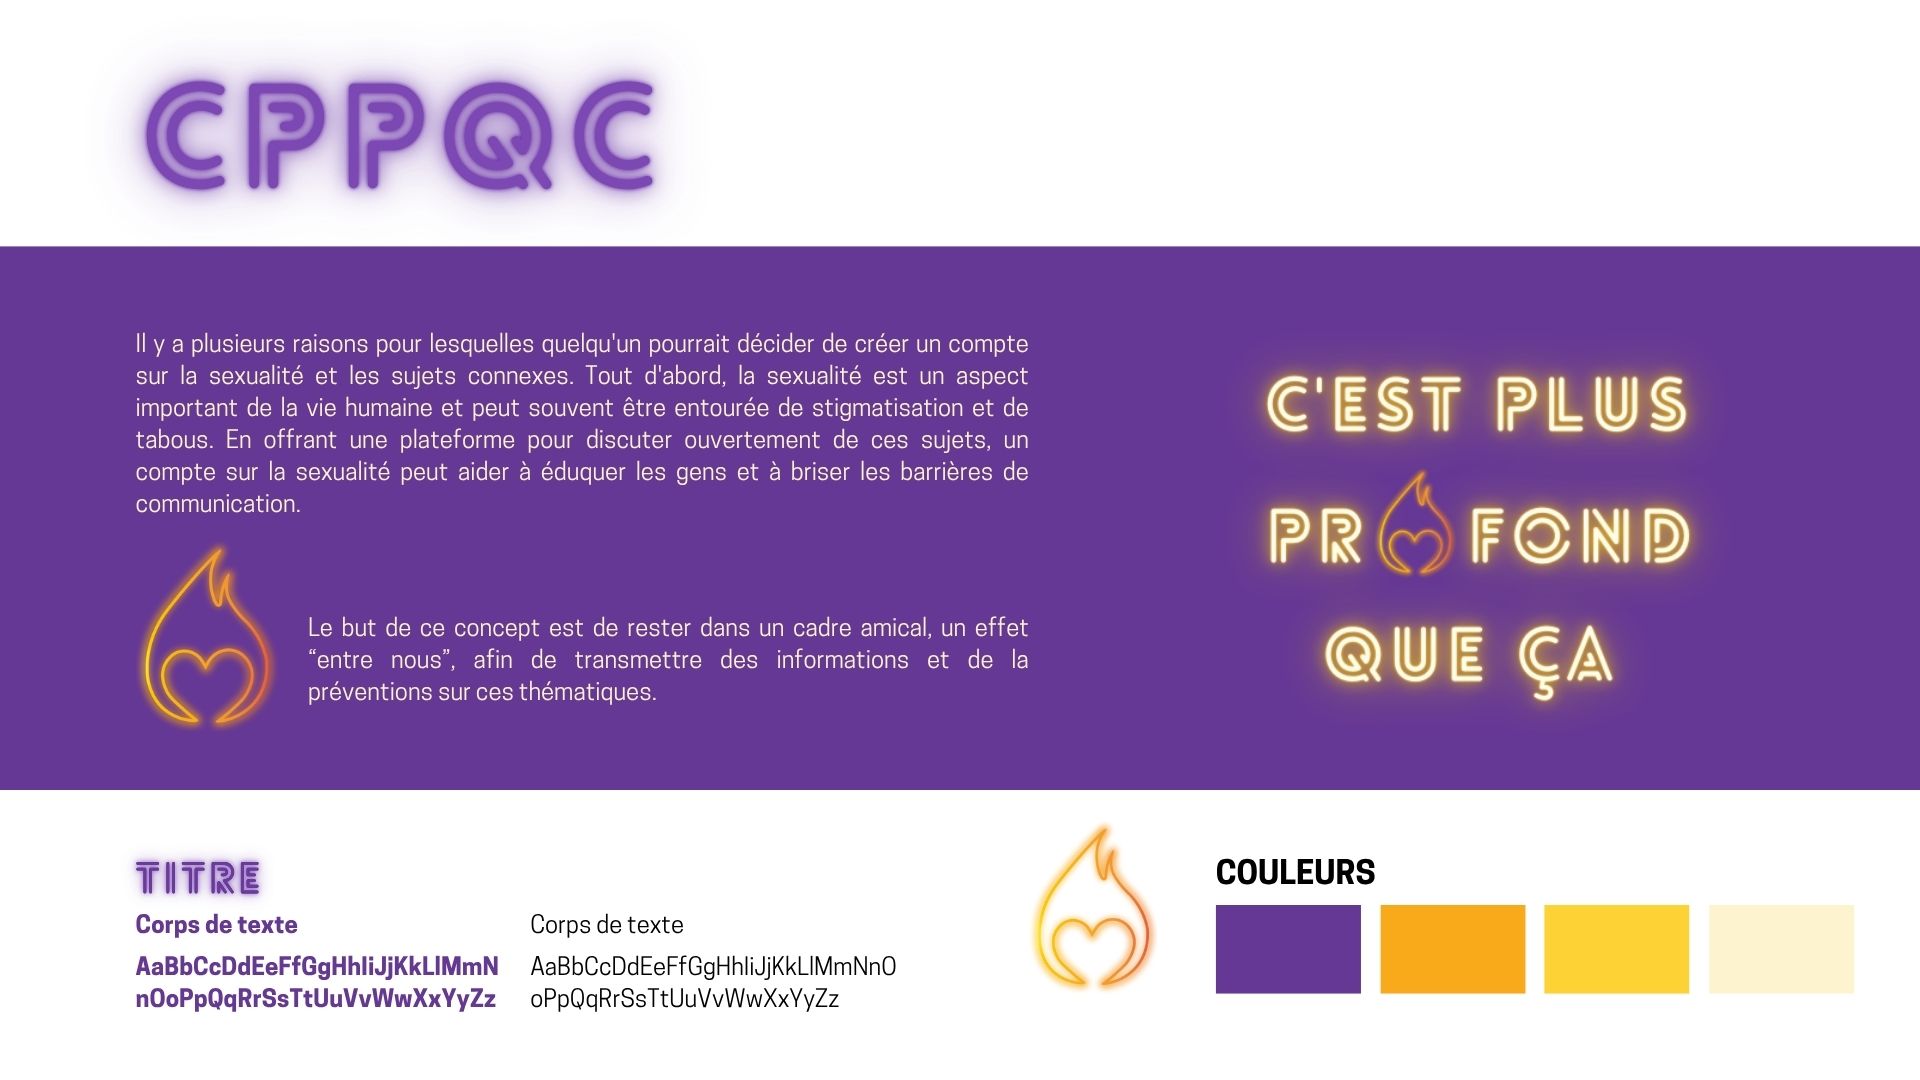 CPPQC
Il y a plusieurs raisons pour lesquelles quelqu'un pourrait décider de créer un compte
sur la sexualité et les sujets connexes. Tout d'abord, la sexualité est un aspect
important de la vie humaine et peut souvent être entourée de stigmatisation et de
tabous. En offrant une plateforme pour discuter ouvertement de ces sujets, un
compte sur la sexualité peut aider à éduquer les gens et à briser les barrières de
communication.
Le but de ce concept est de rester dans un cadre amical, un effet
“entre nous”, afin de transmettre des informations et de la
préventions sur ces thématiques.
C'EST PLUS
PROFOND
QUE ÇA
TITRE
Corps de texte
AaBbCcDdEeFfGgHhIiJjKkLlMmN
nOoPpQqRrSsTtUuVvWwXxYyZz
Corps de texte
AaBbCcDdEeFfGgHhIiJjKkLlMmNnO
oPpQqRrSsTtUuVvWwXxYyZz
COULEURS